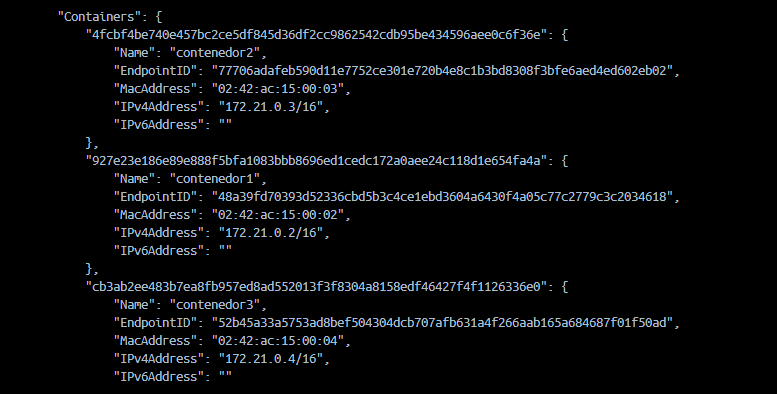 "Containers": {
"4fcbf4be740e457bc2ce5df845d36df2cc9862542cdb95be434596aee0c6f36e": {
"Name": "contenedor2",
"EndpointID": "77706adafeb590d11e7752ce301e720b4e8c1b3bd8308f3bfe6aed4ed602eb02",
"MacAddress": "02:42:ac:15:00:03",
"IPv4Address": "172.21.0.3/16",
"IPv6Address": ""
},
"927e23e186e89e888f5bfa1083bbb8696ed1cedc172a0aee24c118d1e654fa4a": {
"Name": "contenedor1",
"EndpointID": "48a39fd70393d52336cbd5b3c4ce1ebd3604a6430f4a05c77c2779c3c2034618",
"MacAddress": "02:42:ac:15:00:02",
"IPv4Address": "172.21.0.2/16",
"IPv6Address": ""
},
"cb3ab2ee483b7ea8fb957ed8ad552013f3f8304a8158edf46427f4f1126336e0": {
"Name": "contenedor3",
"EndpointID": "52b45a33a5753ad8bef504304dcb707afb631a4f266aab165a684687f01f50ad",
"MacAddress": "02:42:ac:15:00:04",
"IPv4Address": "172.21.0.4/16",
"IPv6Address": ""